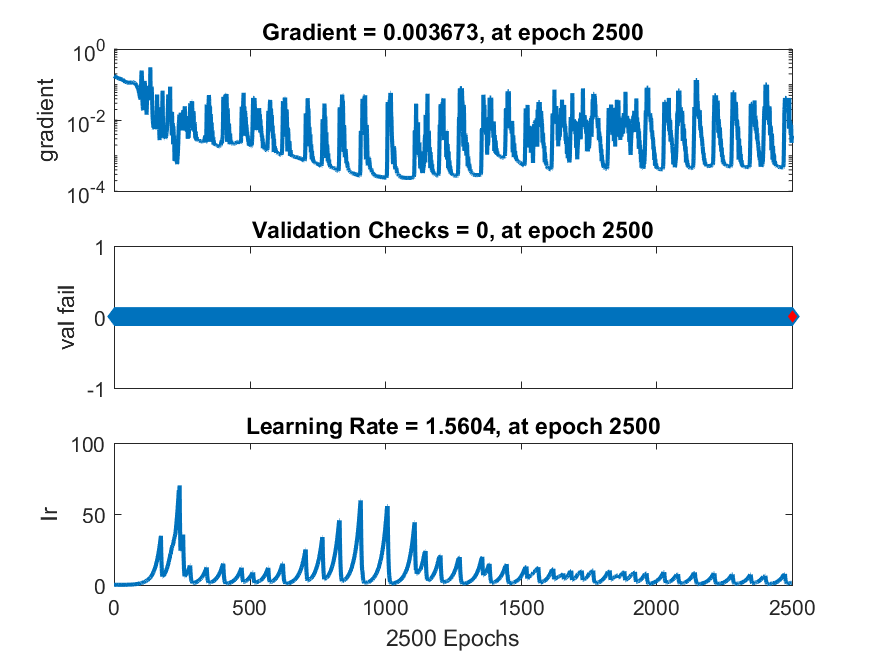 Gradient = 0.003673, at epoch 2500
10^0
10^-2
10^-4
gradient
Validation Checks = 0, at epoch 2500
1
0
-1
val fail
Learning Rate = 1.5604, at epoch 2500
100
50
0
lr
0 500 1000 1500 2000 2500
2500 Epochs